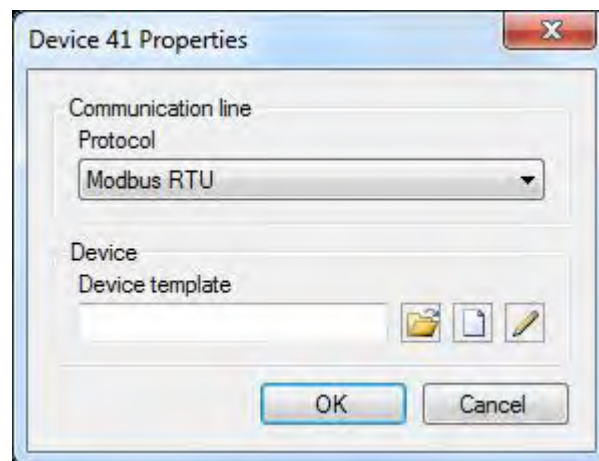 Device 41 Properties
Communication line
Protocol
Modbus RTU
Device
Device template
OK Cancel